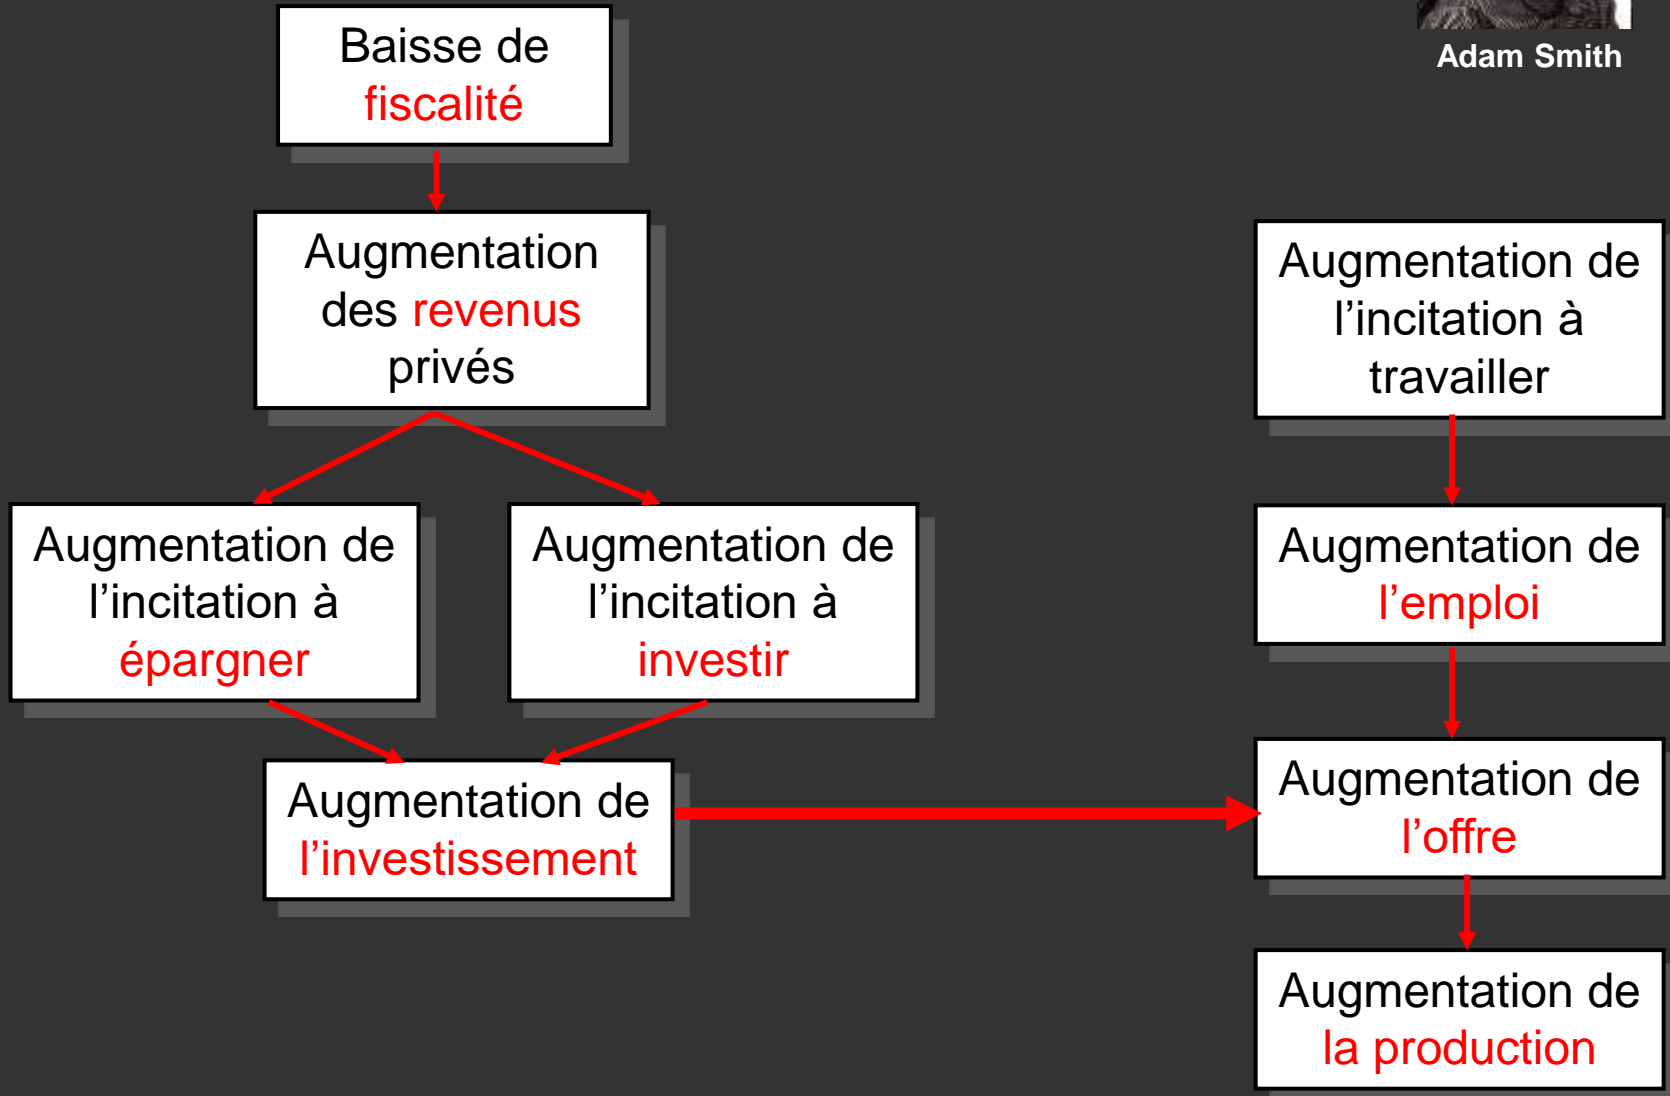 Adam Smith
Baisse de
fiscalité
Augmentation
des revenus
privés
Augmentation de
l’incitation à
épargner
Augmentation de
l’incitation à
investir
Augmentation de
l’investissement
Augmentation de
l’incitation à
travailler
Augmentation de
l’emploi
Augmentation de
l’offre
Augmentation de
la production